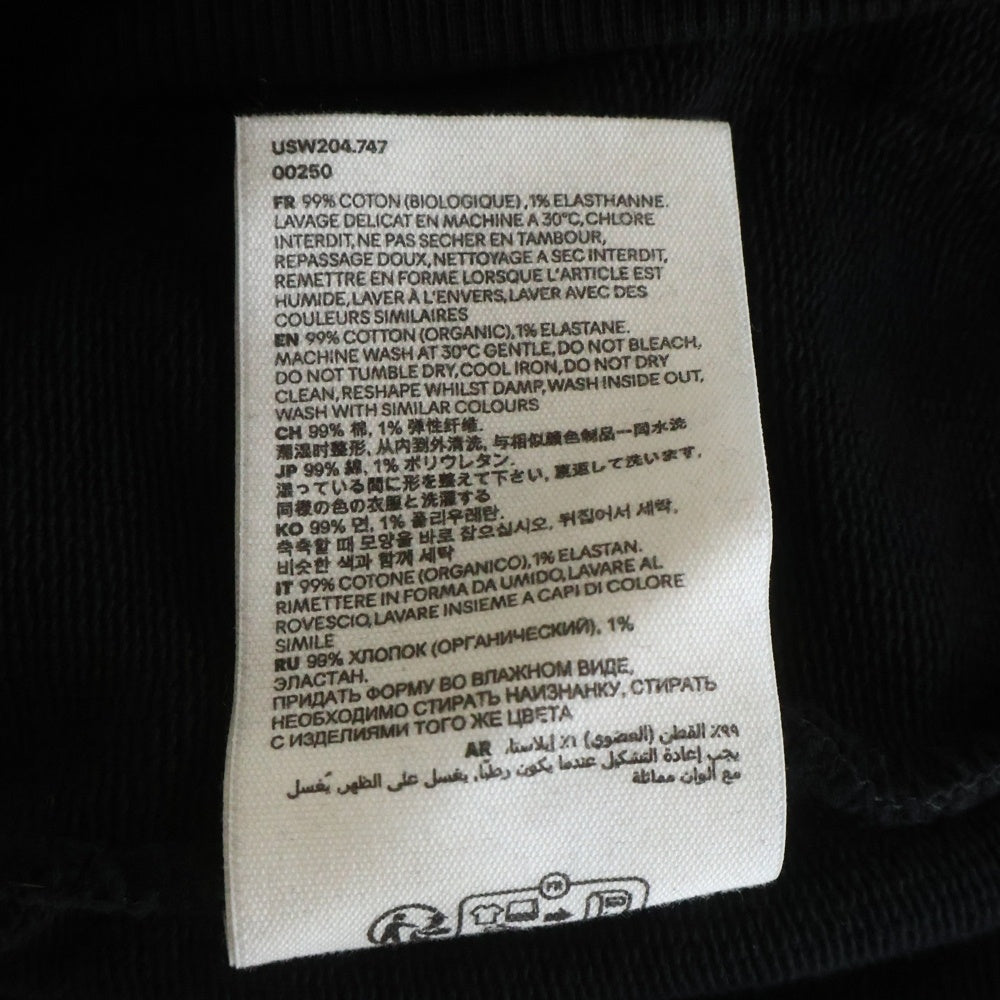 USW204.747
00250
FR 99% COTON (BIOLOGIQUE), 1% ELASTHANNE.
LAVAGE DELICAT EN MACHINE A 30°C, CHLORE
INTERDIT, NE PAS SECHER EN TAMBOUR,
REPASSAGE DOUX, NETTOYAGE A SEC INTERDIT,
REMETTRE EN FORME LORSQUE L'ARTICLE EST
HUMIDE, LAVER À L'ENVERS, LAVER AVEC DES
COULEURS SIMILAIRES
EN 99% COTTON (ORGANIC), 1% ELASTANE.
MACHINE WASH AT 30°C GENTLE, DO NOT BLEACH,
DO NOT TUMBLE DRY, COOL IRON, DO NOT DRY
CLEAN, RESHAPE WHILST DAMP, WASH INSIDE OUT,
WASH WITH SIMILAR COLOURS
CH 99% 棉, 1% 弹性纤维.
潮湿时整形, 从内到外清洗, 与相似颜色制品一同水洗
JP 99% 綿, 1% ポリウレタン.
湿っている間に形を整えて下さい, 裏返して洗います,
同様の色の衣服と洗濯する
KO 99% 면, 1% 폴리우레탄.
축축할 때 모양을 바로 잡으십시오, 뒤집어서 세탁,
비슷한 색과 함께 세탁
IT 99% COTONE (ORGANICO), 1% ELASTAN.
RIMETTERE IN FORMA DA UMIDO, LAVARE AL
ROVESCIO, LAVARE INSIEME A CAPI DI COLORE
SIMILE
RU 99% ХЛОПОК (ОРГАНИЧЕСКИЙ), 1%
ЭЛАСТАН.
ПРИДАТЬ ФОРМУ ВО ВЛАЖНОМ ВИДЕ,
НЕОБХОДИМО СТИРАТЬ НАИЗНАНКУ, СТИРАТЬ
С ИЗДЕЛИЯМИ ТОГО ЖЕ ЦВЕТА
AR ٩٩٪ القطن (العضوي) ١٪ إيلاستا،
يجب إعادة التشكيل عندما يكون رطبًا, يغسل على الظهر, يُغسل
مع ألوان مماثلة
FR